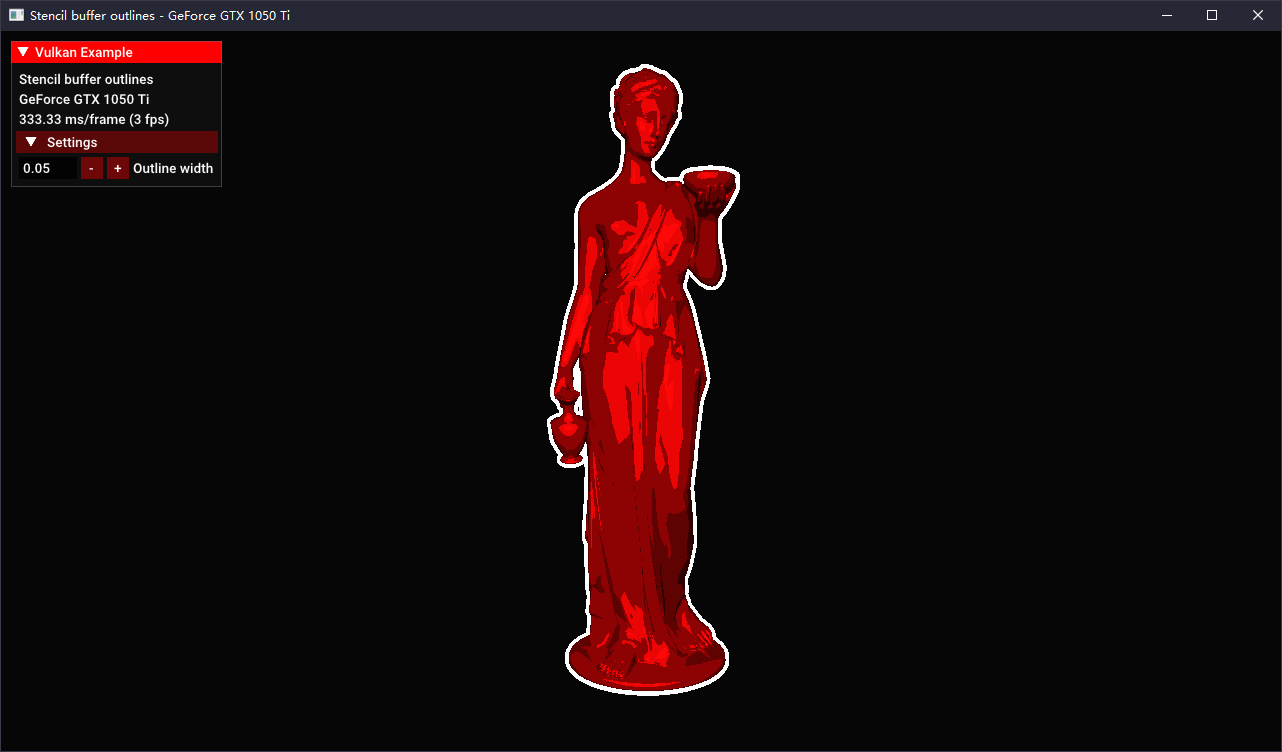 Stencil buffer outlines - GeForce GTX 1050 Ti
Vulkan Example
Stencil buffer outlines
GeForce GTX 1050 Ti
333.33 ms/frame (3 fps)
Settings
0.05 - + Outline width